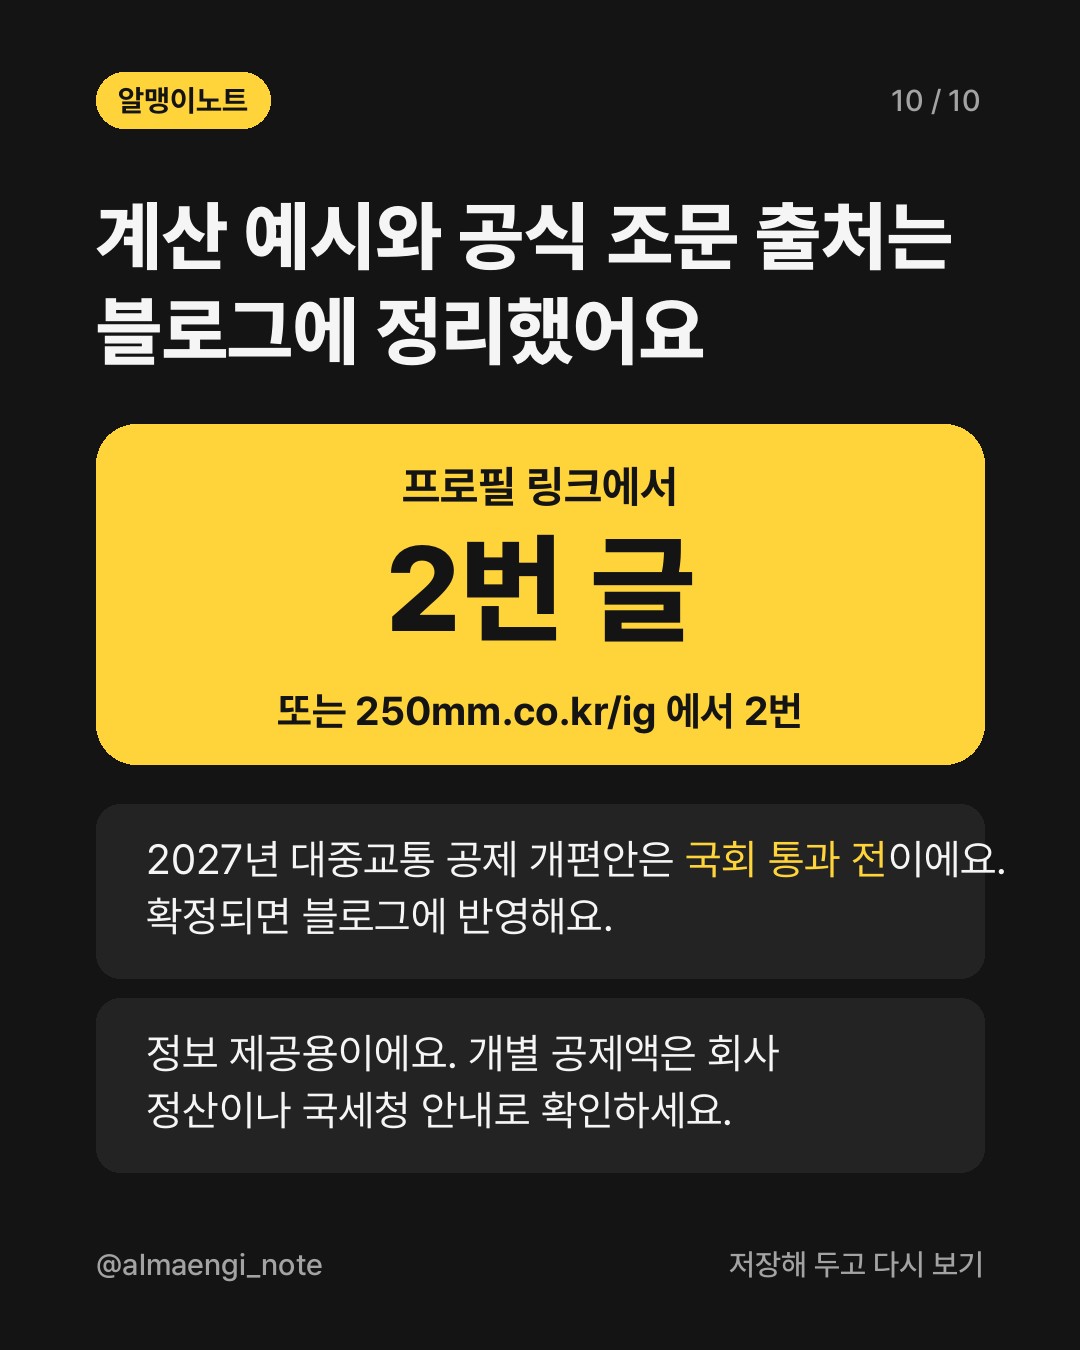 알맹이노트
10 / 10
계산 예시와 공식 조문 출처는
블로그에 정리했어요
프로필 링크에서
2번 글
또는 250mm.co.kr/ig 에서 2번
2027년 대중교통 공제 개편안은 국회 통과 전이에요.
확정되면 블로그에 반영해요.
정보 제공용이에요. 개별 공제액은 회사
정산이나 국세청 안내로 확인하세요.
@almaengi_note
저장해 두고 다시 보기